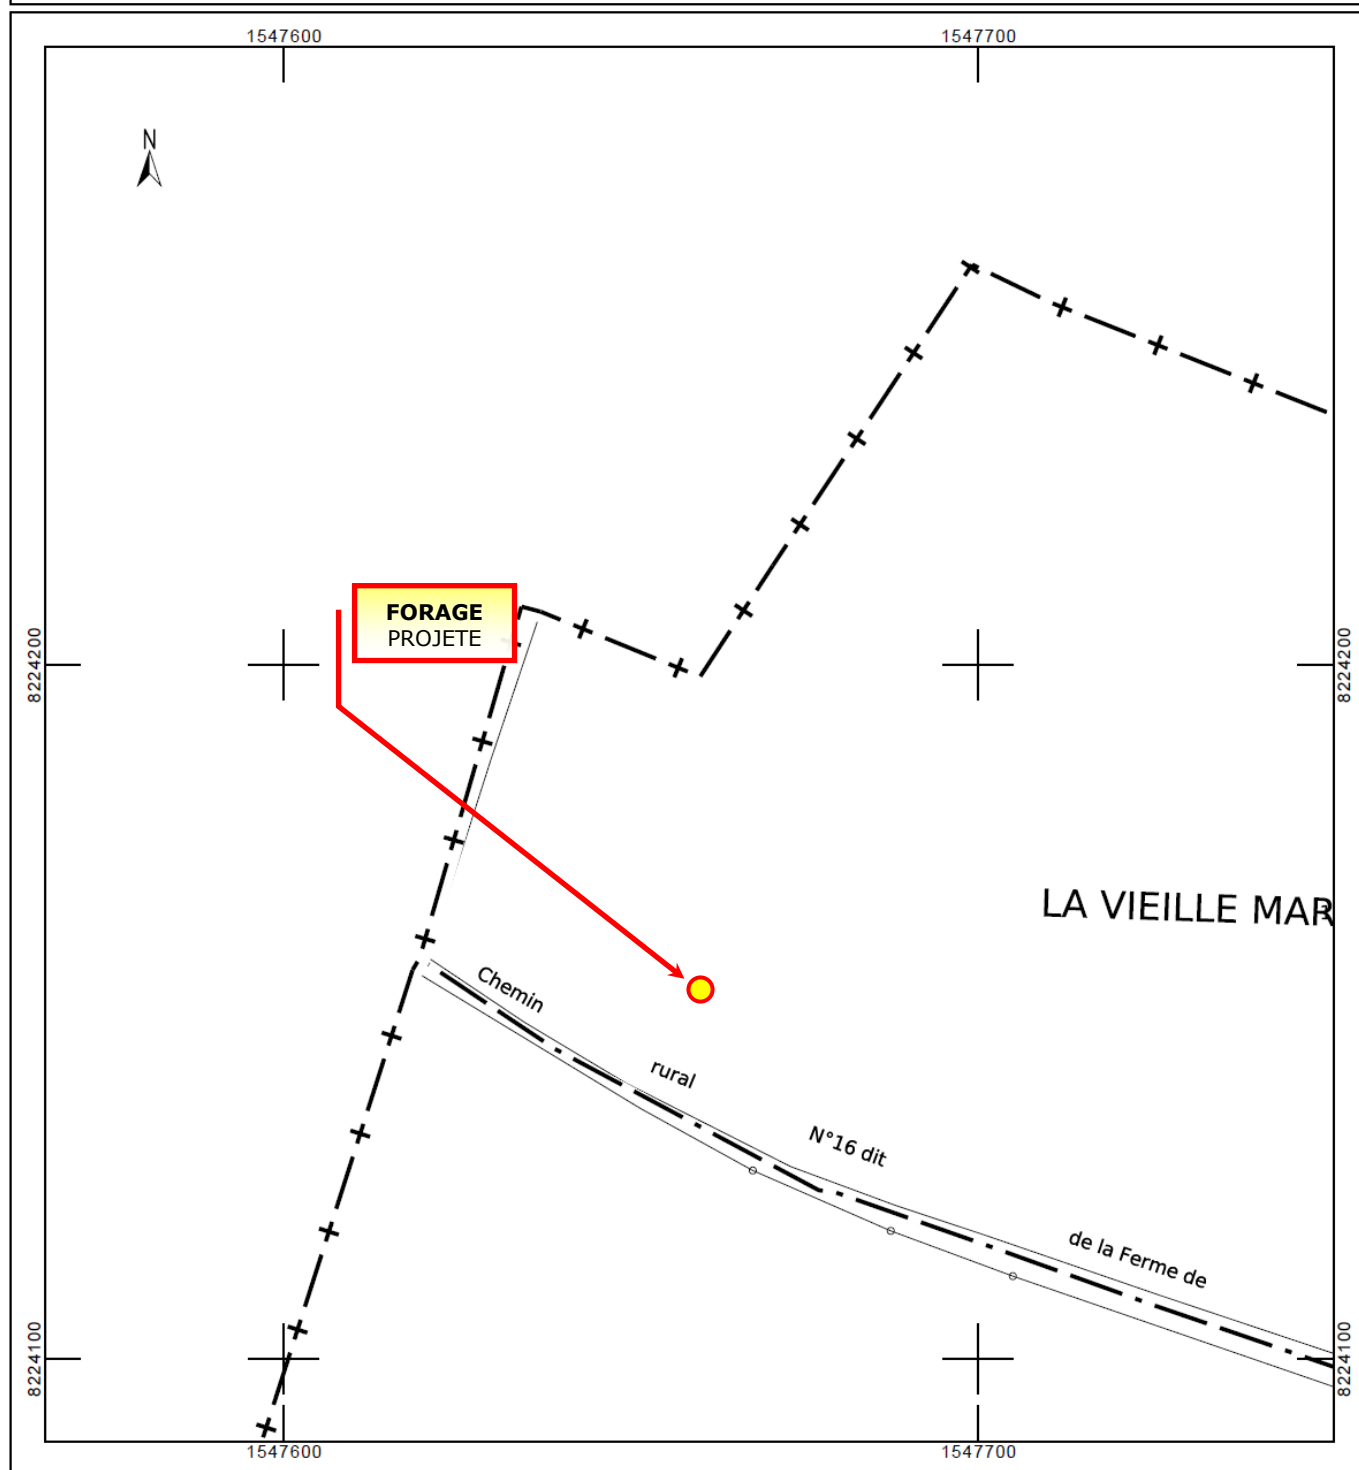 1547600
1547700
N
FORAGE
PROJETE
8224200
8224200
LA VIEILLE MAR
Chemin
rural
N°16 dit
de la Ferme de
8224100
8224100
1547600
1547700